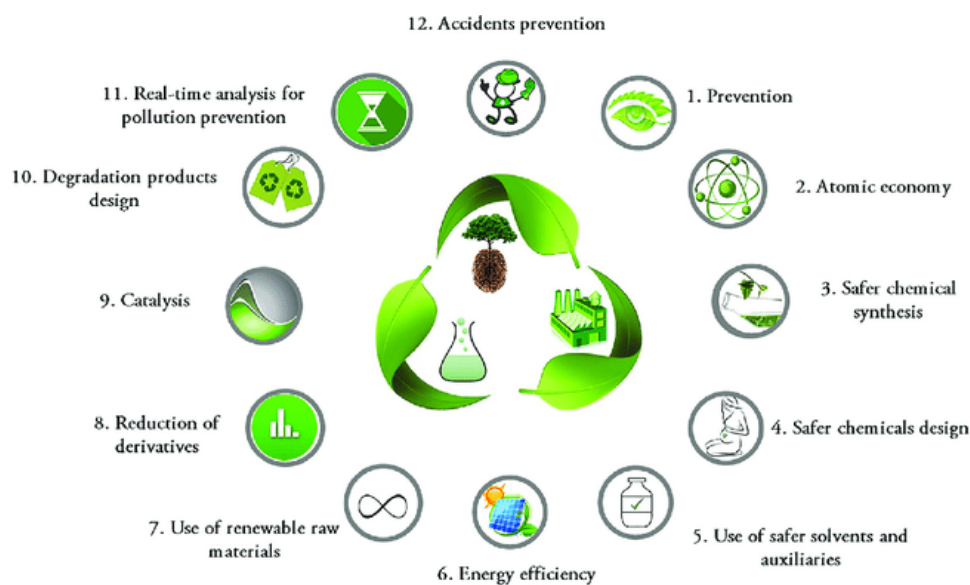 12. Accidents prevention
1. Prevention
2. Atomic economy
3. Safer chemical
synthesis
4. Safer chemicals design
5. Use of safer solvents and
auxiliaries
6. Energy efficiency
7. Use of renewable raw
materials
8. Reduction of
derivatives
9. Catalysis
10. Degradation products
design
11. Real-time analysis for
pollution prevention